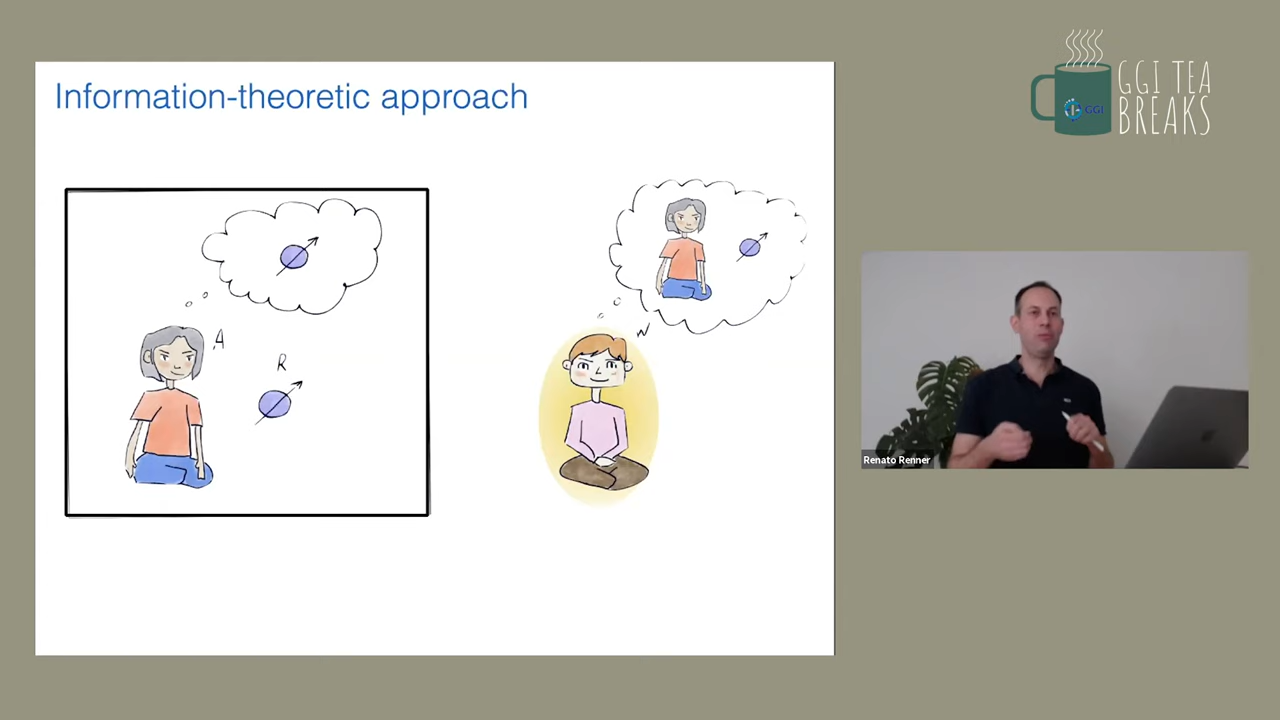 Information-theoretic approach
A
R
W
GGI TEA
BREAKS
GGI
Renato Renner